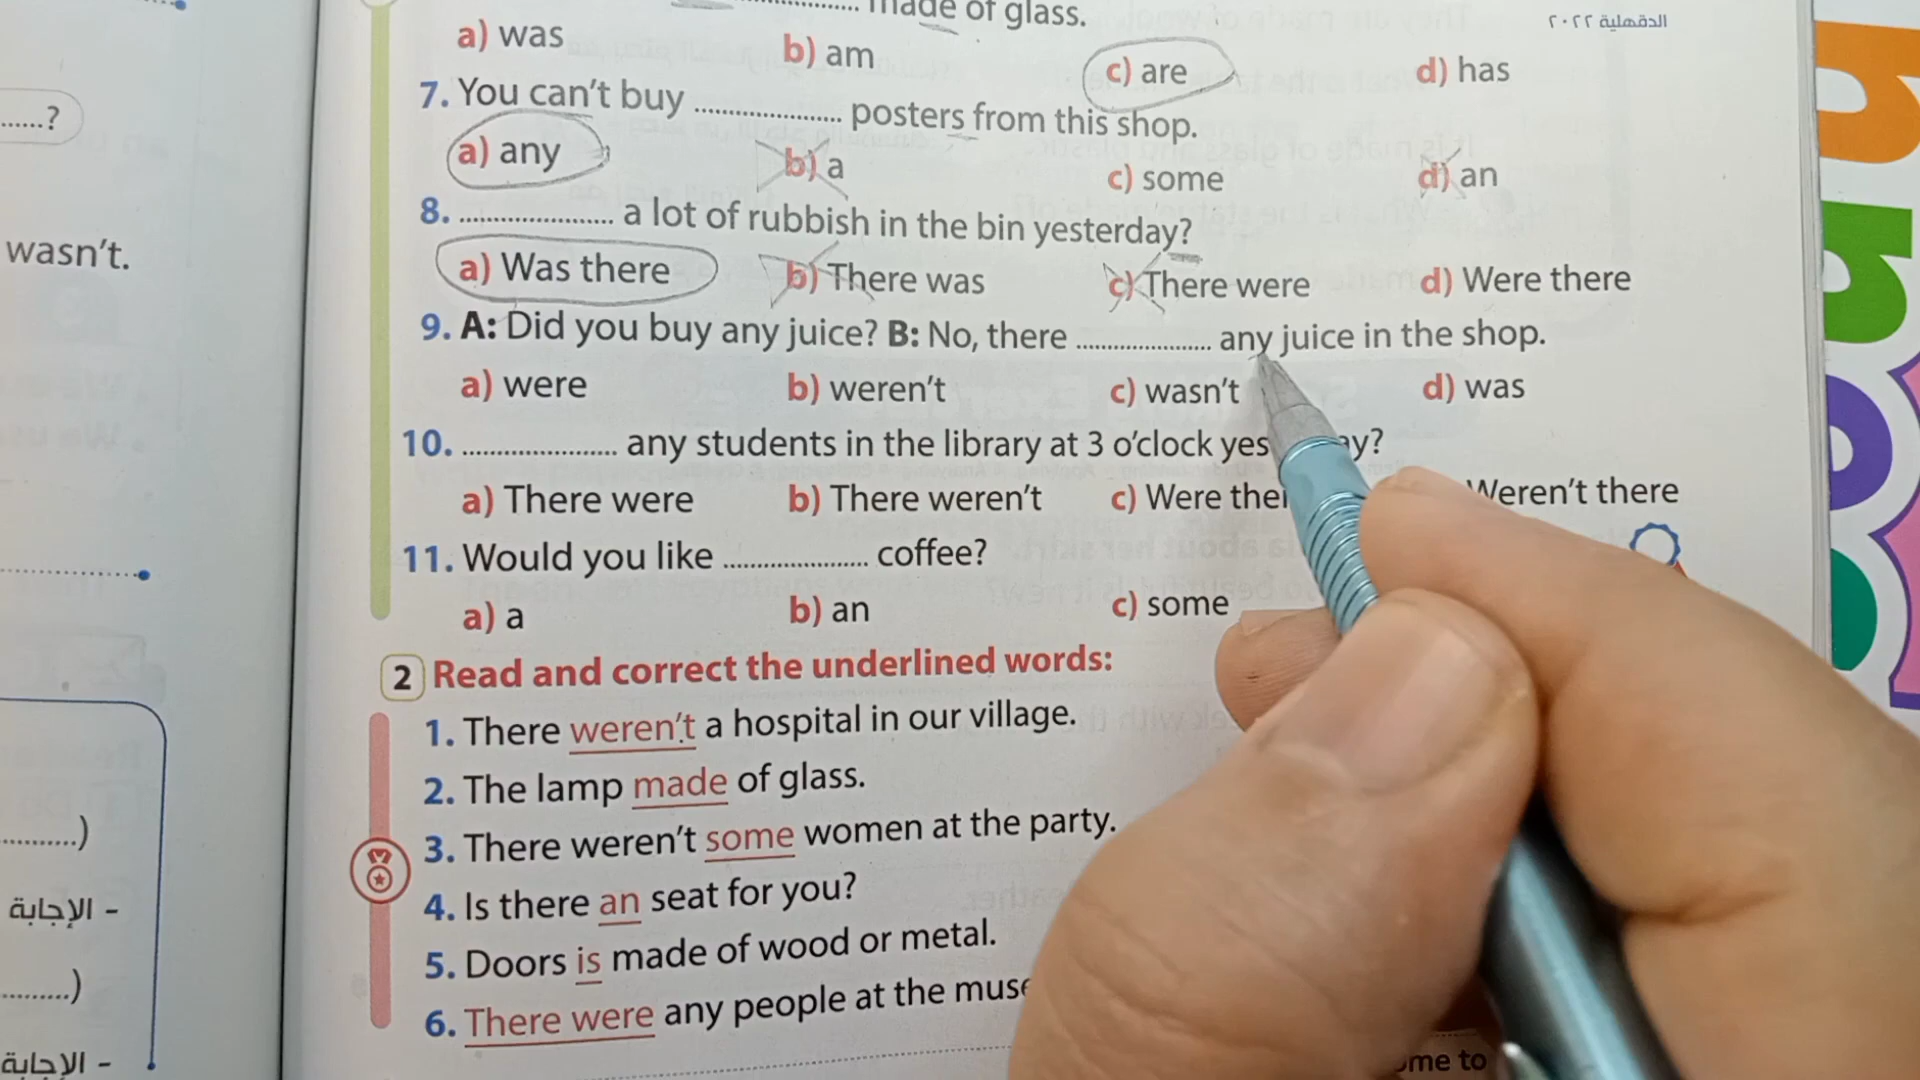 made of glass.
الدقهلية ٢٠٢٢
a) was b) am c) are d) has
7. You can't buy .................... posters from this shop.
a) any b) a c) some d) an
8. .................... a lot of rubbish in the bin yesterday?
a) Was there b) There was c) There were d) Were there
9. A: Did you buy any juice? B: No, there .................... any juice in the shop.
a) were b) weren't c) wasn't d) was
10. .................... any students in the library at 3 o'clock yes ay?
a) There were b) There weren't c) Were Weren't there
11. Would you like .................... coffee?
a) a b) an c) some
2 Read and correct the underlined words:
1. There weren't a hospital in our village.
2. The lamp made of glass.
3. There weren't some women at the party.
4. Is there an seat for you?
5. Doors is made of wood or metal.
6. There were any people at the
to
......?
wasn't.
..........)
- الإجابة
.........)
- الإجابة